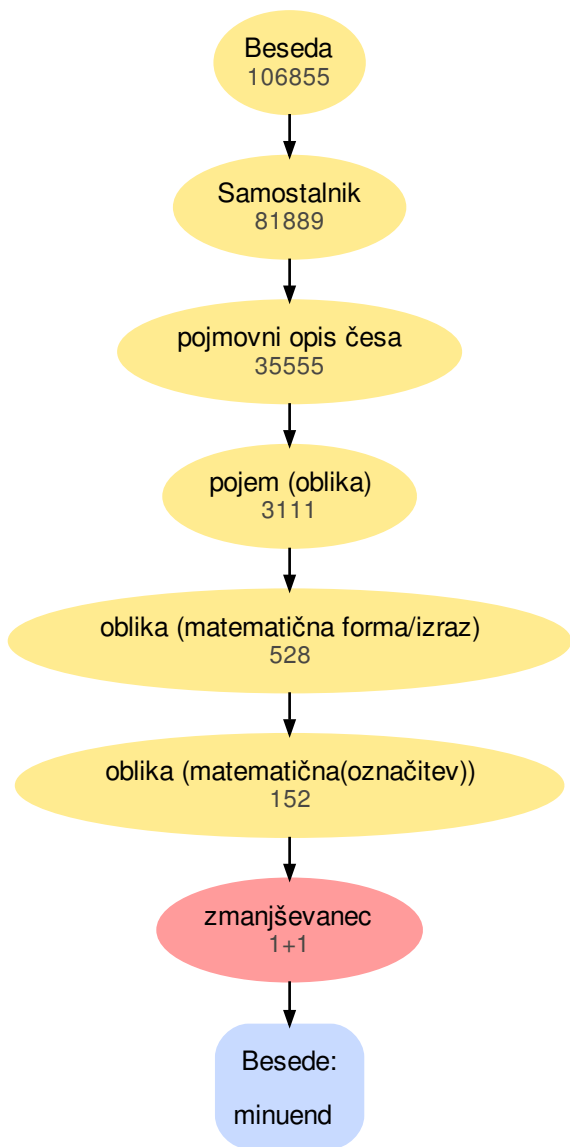 Beseda
106855
Samostalnik
81889
pojmovni opis česa
35555
pojem (oblika)
3111
oblika (matematična forma/izraz)
528
oblika (matematična(označitev))
152
zmanjševanec
1+1
Besede:
minuend